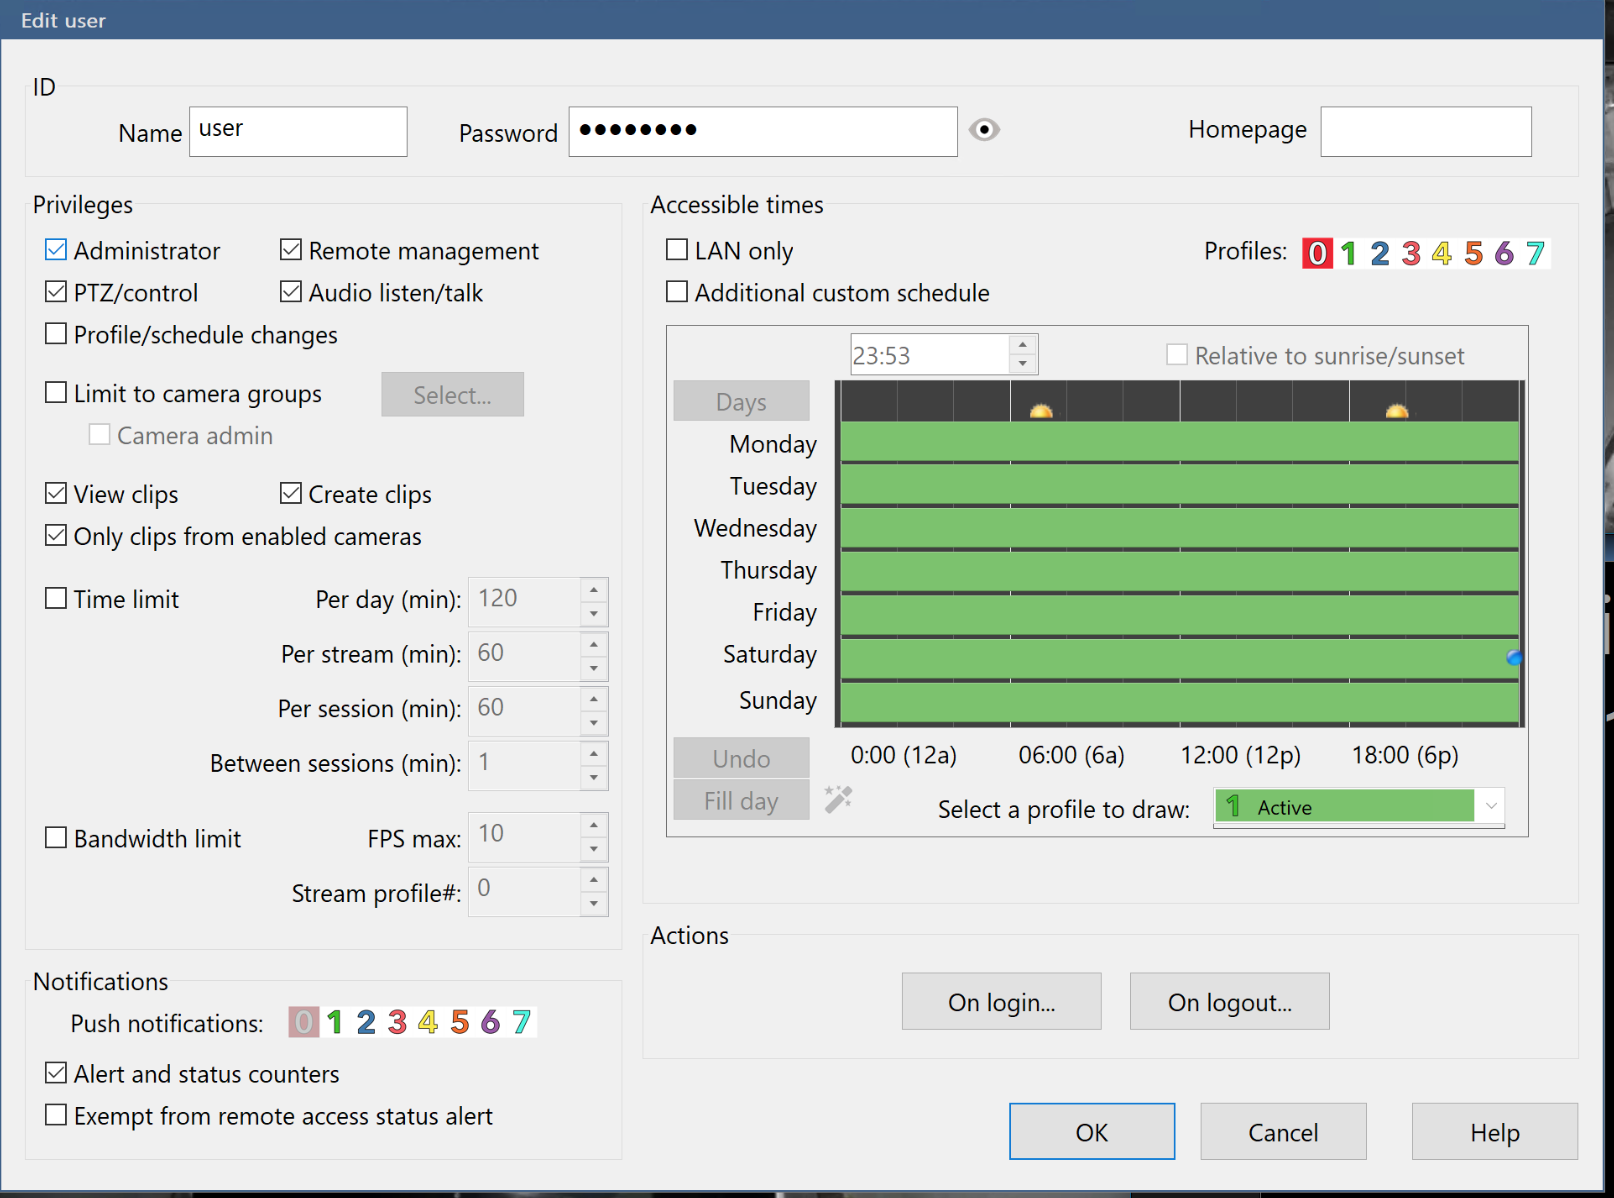 Edit user
ID
Name user Password ●●●●●●●● Homepage
Privileges
Administrator Remote management
PTZ/control Audio listen/talk
Profile/schedule changes
Limit to camera groups Select...
Camera admin
View clips Create clips
Only clips from enabled cameras
Time limit Per day (min): 120
Per stream (min): 60
Per session (min): 60
Between sessions (min): 1
Bandwidth limit FPS max: 10
Stream profile#: 0
Notifications
Push notifications: 0 1 2 3 4 5 6 7
Alert and status counters
Exempt from remote access status alert
Accessible times
LAN only Profiles: 0 1 2 3 4 5 6 7
Additional custom schedule
23:53 Relative to sunrise/sunset
Days
Monday
Tuesday
Wednesday
Thursday
Friday
Saturday
Sunday
Undo 0:00 (12a) 06:00 (6a) 12:00 (12p) 18:00 (6p)
Fill day Select a profile to draw: 1 Active
Actions
On login... On logout...
OK Cancel Help